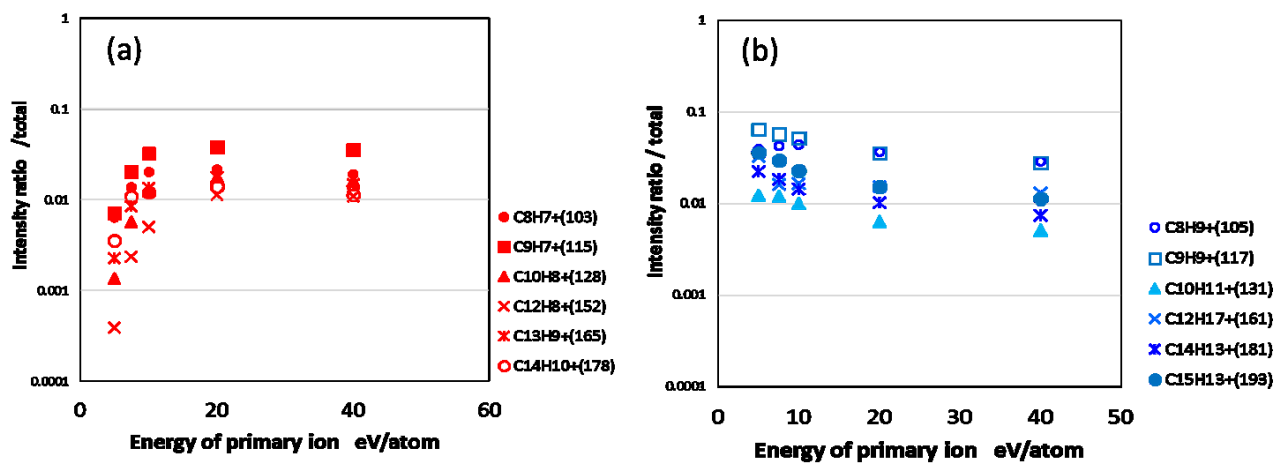 (a)
Intensity ratio /total
1
0.1
0.01
0.001
0.0001
0
20
40
60
Energy of primary ion eV/atom
C8H7+(103)
C9H7+(115)
C10H8+(128)
C12H8+(152)
C13H9+(165)
C14H10+(178)
(b)
Intensity ratio / total
1
0.1
0.01
0.001
0.0001
0
10
20
30
40
50
Energy of primary ion eV/atom
C8H9+(105)
C9H9+(117)
C10H11+(131)
C12H17+(161)
C14H13+(181)
C15H13+(193)